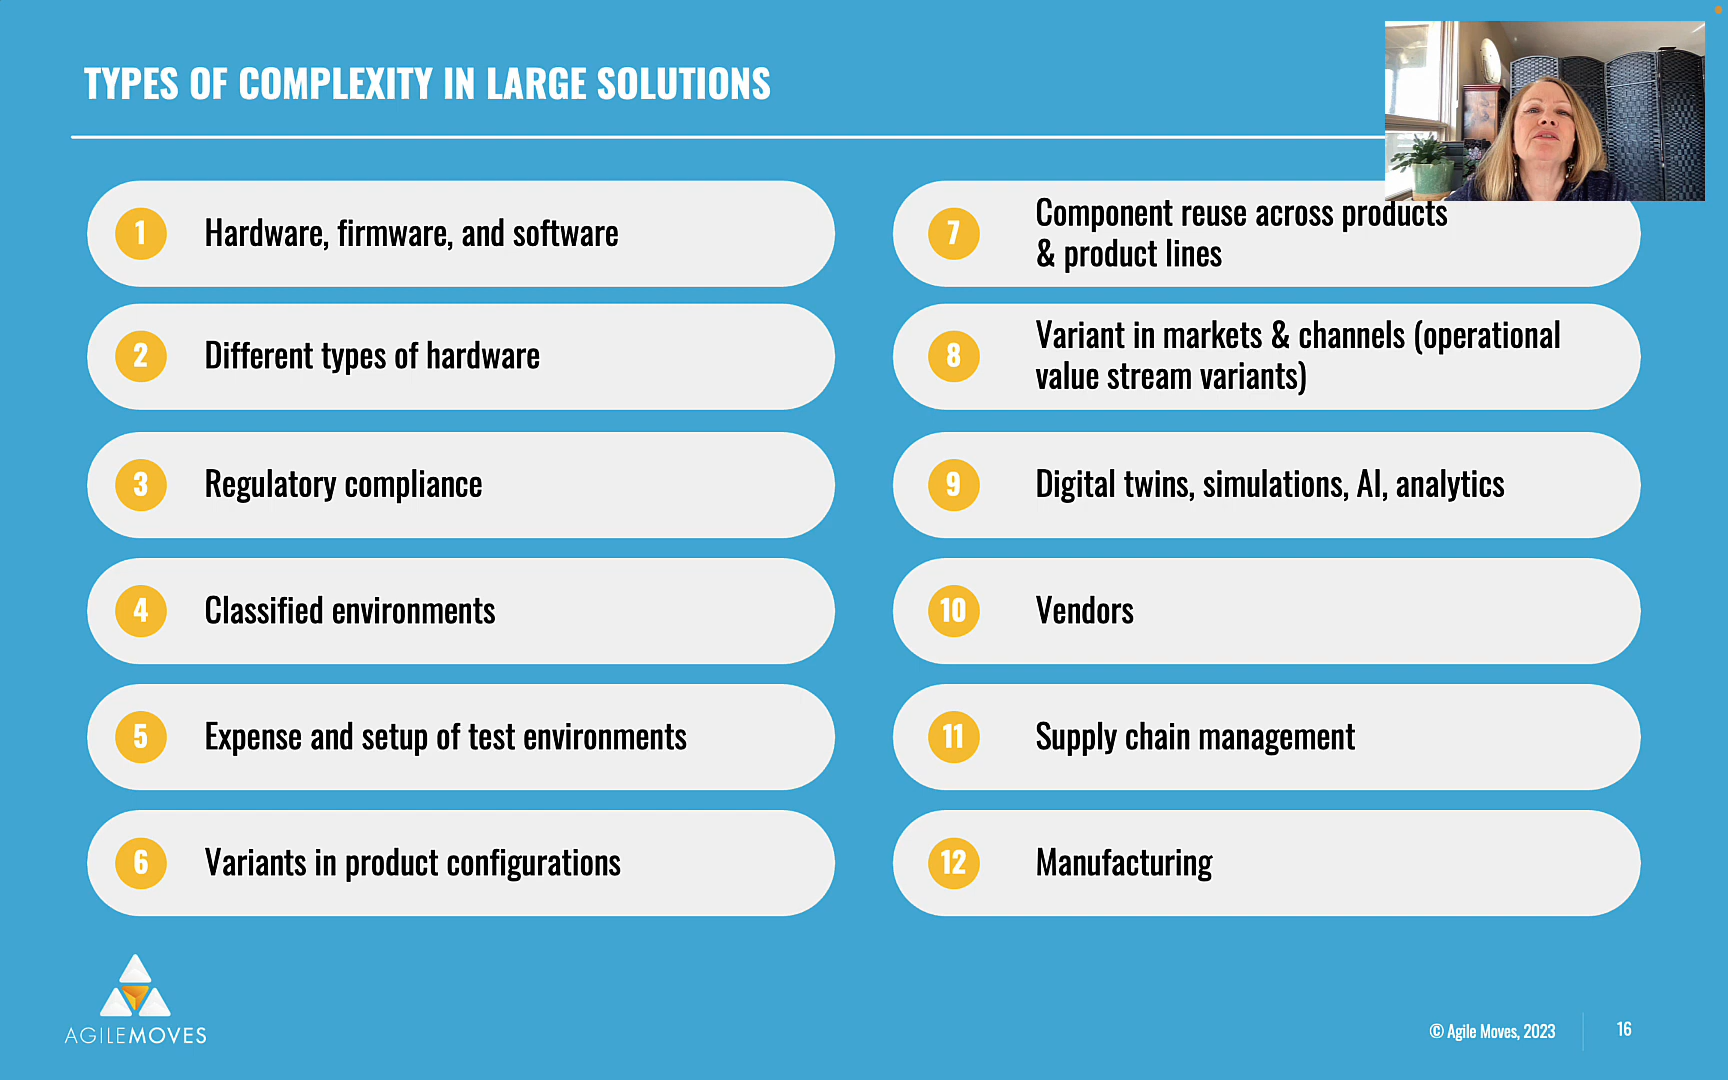 TYPES OF COMPLEXITY IN LARGE SOLUTIONS
1
Hardware, firmware, and software
2
Different types of hardware
3
Regulatory compliance
4
Classified environments
5
Expense and setup of test environments
6
Variants in product configurations
7
Component reuse across products
& product lines
8
Variant in markets & channels (operational
value stream variants)
9
Digital twins, simulations, AI, analytics
10
Vendors
11
Supply chain management
12
Manufacturing
AGILEMOVES
© Agile Moves, 2023
16